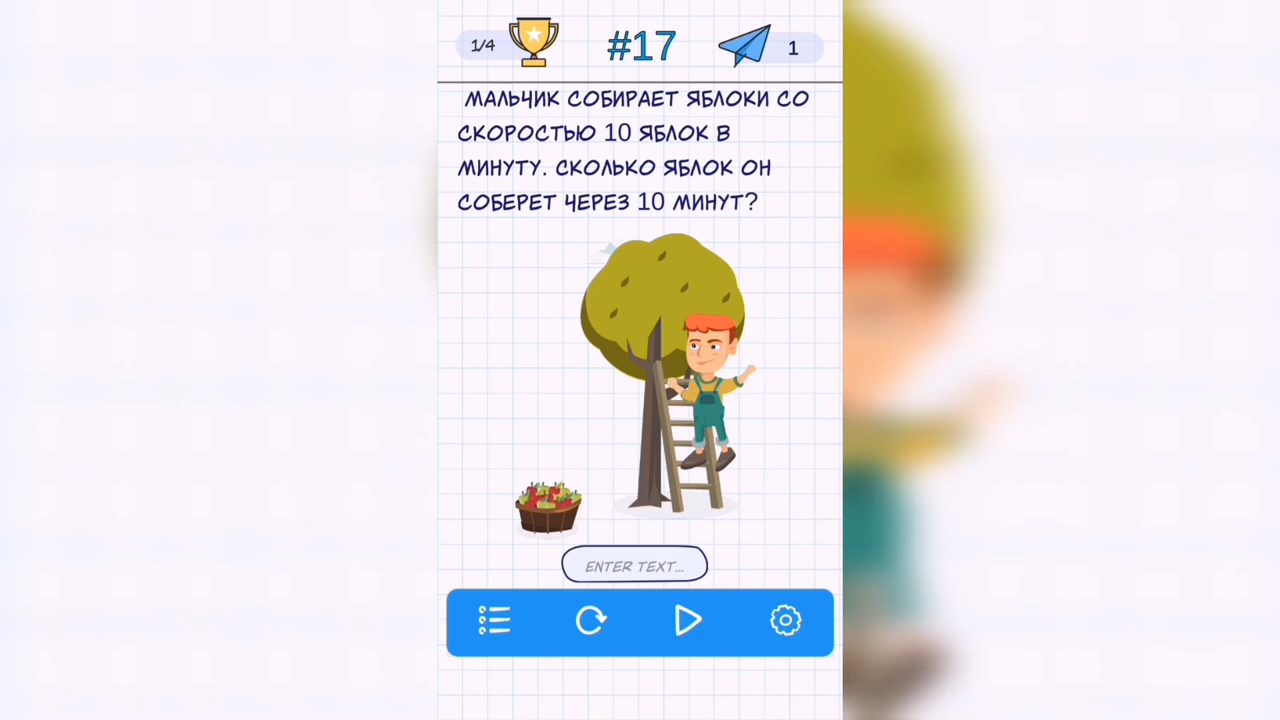 1/4
#17
1
МАЛЬЧИК СОБИРАЕТ ЯБЛОКИ СО
СКОРОСТЬЮ 10 ЯБЛОК В
МИНУТУ. СКОЛЬКО ЯБЛОК ОН
СОБЕРЕТ ЧЕРЕЗ 10 МИНУТ?
ENTER TEXT...